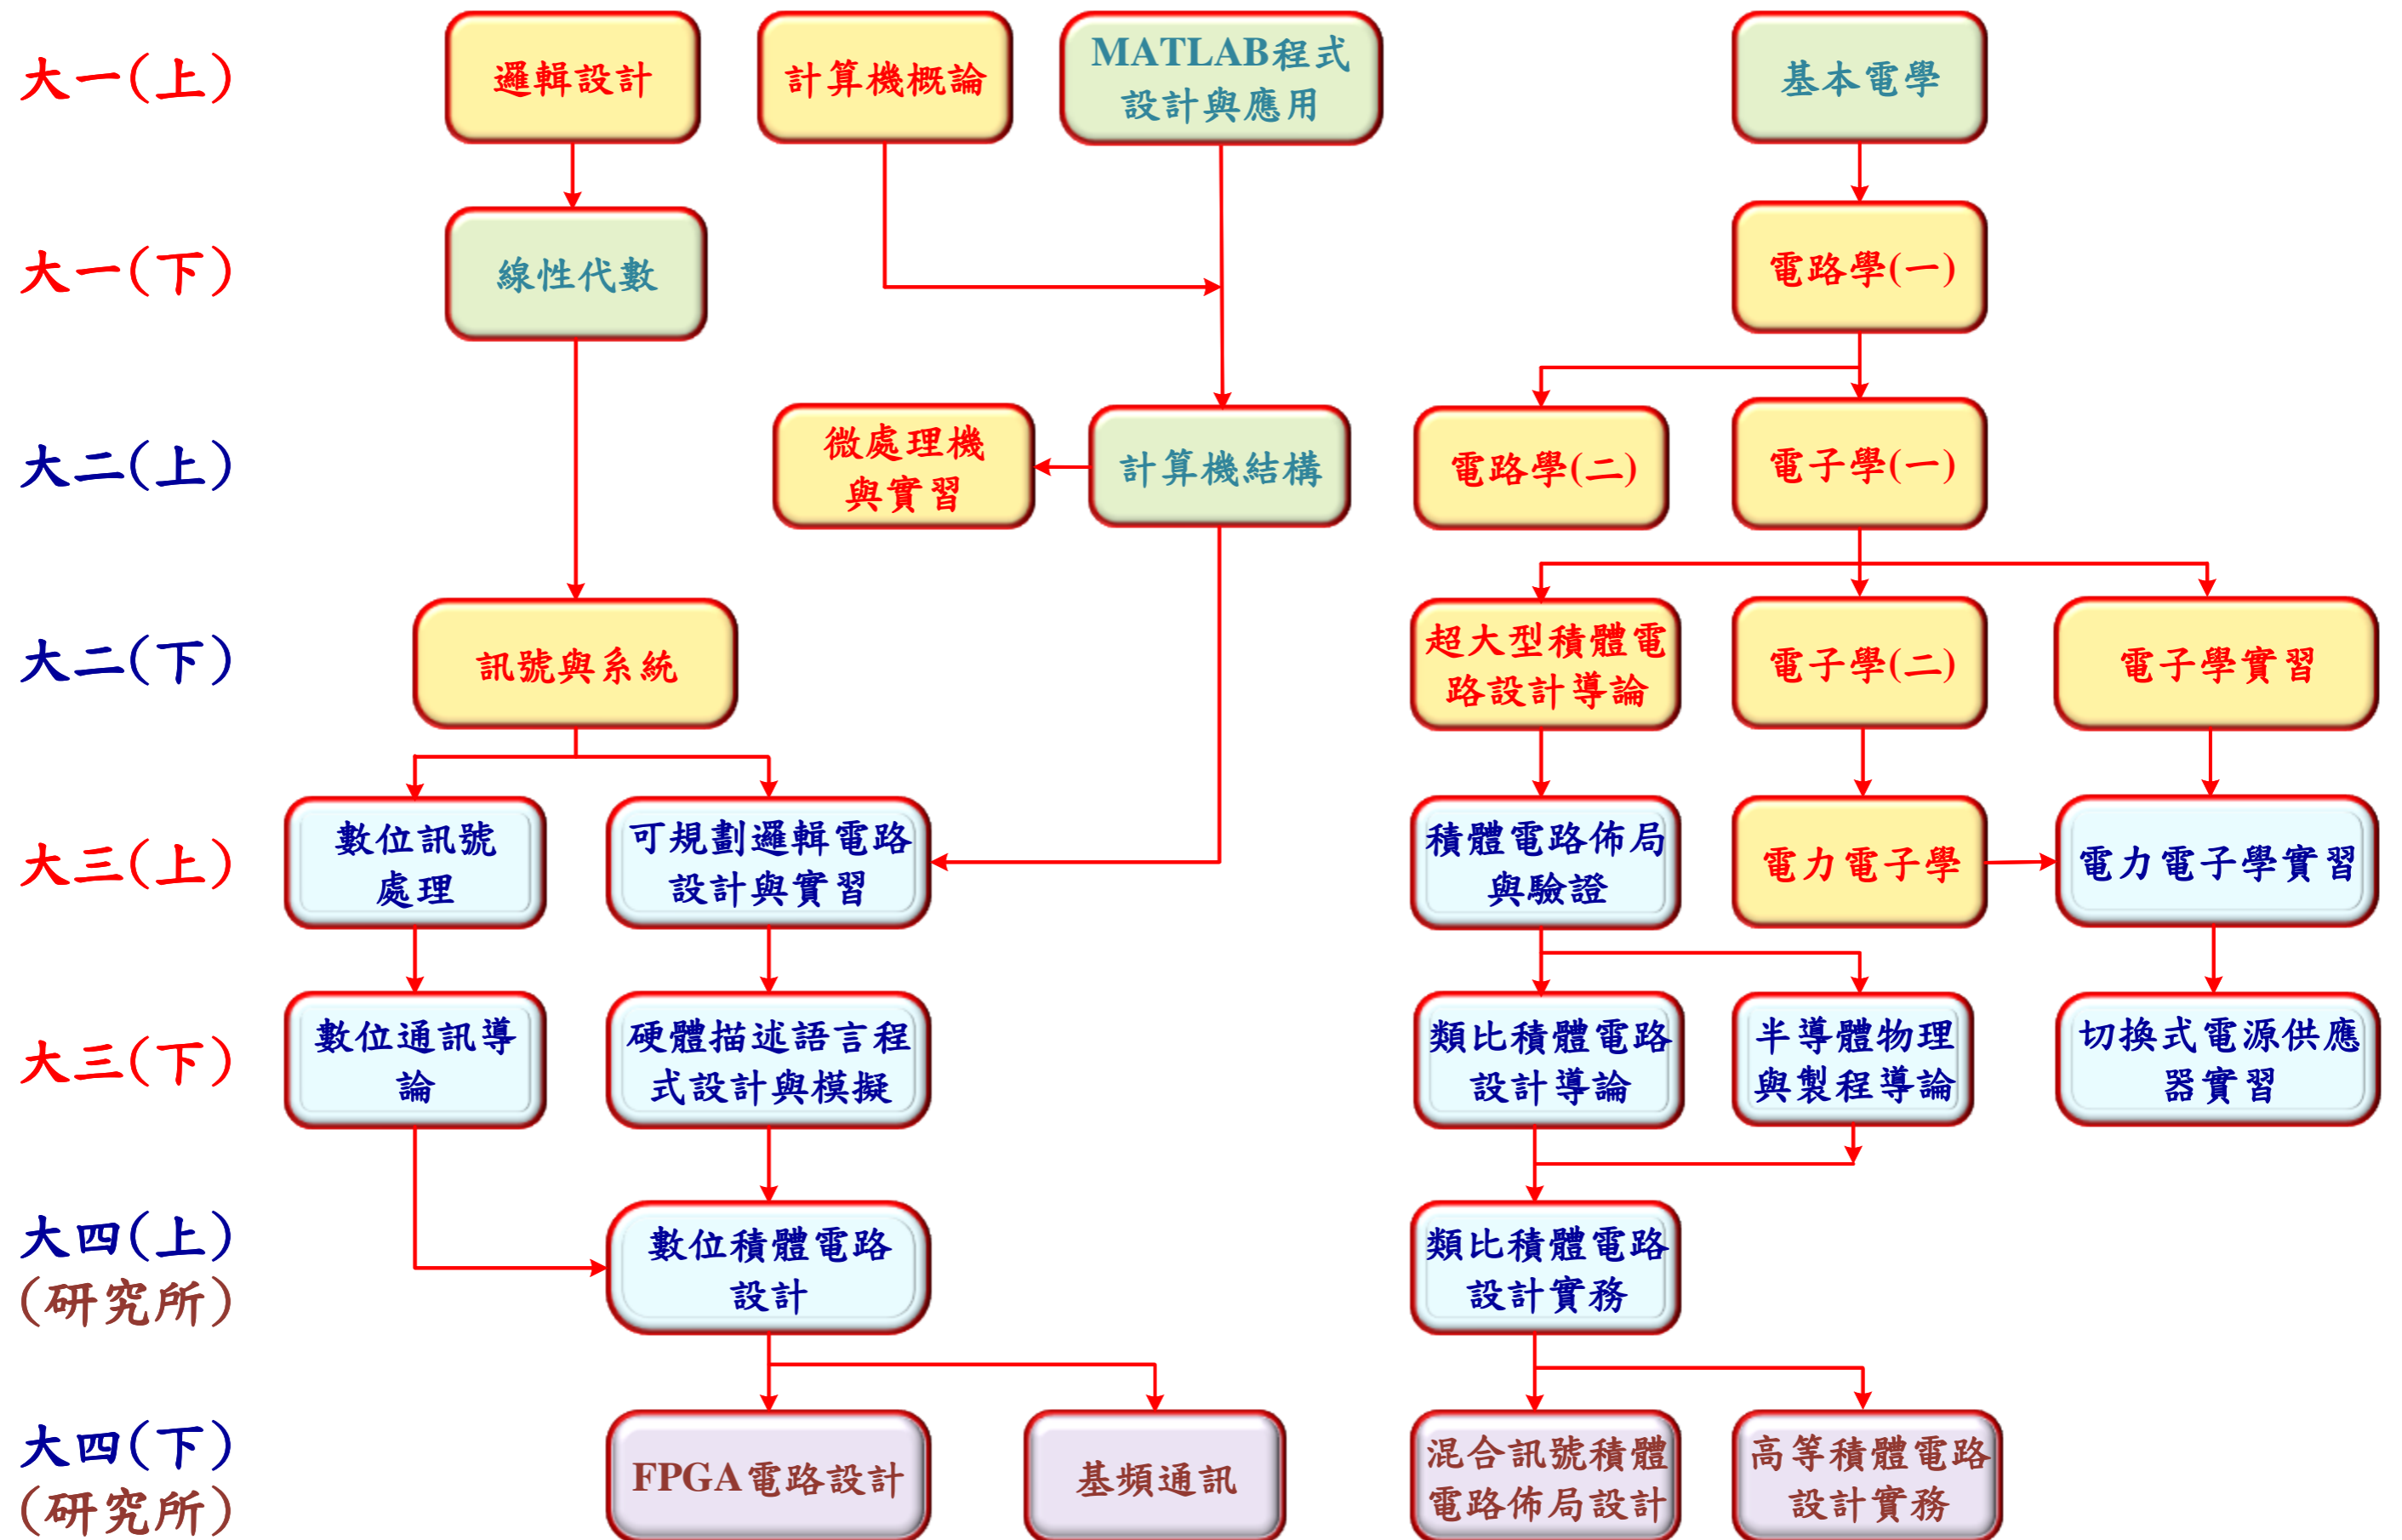 大一(上)
邏輯設計
計算機概論
MATLAB程式
設計與應用
基本電學
大一(下)
線性代數
電路學(一)
大二(上)
微處理機
與實習
計算機結構
電路學(二)
電子學(一)
大二(下)
訊號與系統
超大型積體電
路設計導論
電子學(二)
電子學實習
大三(上)
數位訊號
處理
可規劃邏輯電路
設計與實習
積體電路佈局
與驗證
電力電子學
電力電子學實習
大三(下)
數位通訊導
論
硬體描述語言程
式設計與模擬
類比積體電路
設計導論
半導體物理
與製程導論
切換式電源供應
器實習
大四(上)
(研究所)
數位積體電路
設計
類比積體電路
設計實務
大四(下)
(研究所)
FPGA電路設計
基頻通訊
混合訊號積體
電路佈局設計
高等積體電路
設計實務